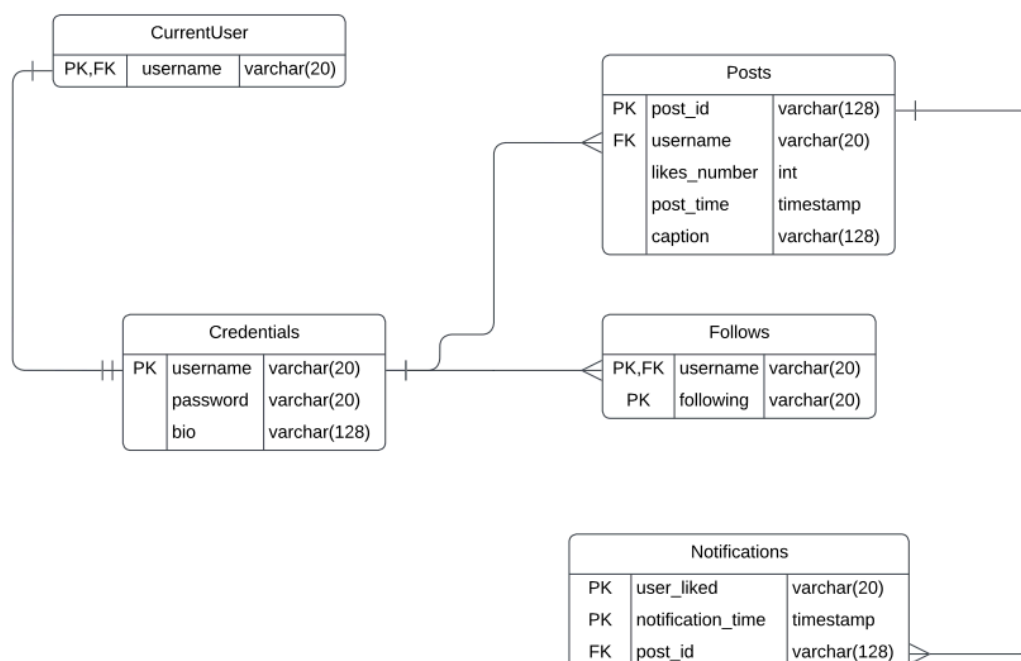 CurrentUser
PK,FK username varchar(20)
Posts
PK post_id varchar(128)
FK username varchar(20)
likes_number int
post_time timestamp
caption varchar(128)
Credentials
PK username varchar(20)
password varchar(20)
bio varchar(128)
Follows
PK,FK username varchar(20)
PK following varchar(20)
Notifications
PK user_liked varchar(20)
PK notification_time timestamp
FK post_id varchar(128)